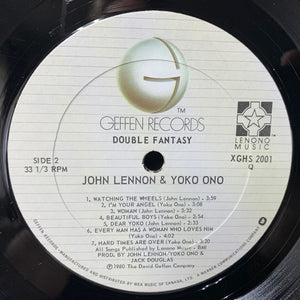 G
™
GEFFEN RECORDS
DOUBLE FANTASY
LENONO
MUSIC
JOHN LENNON & YOKO ONO
SIDE 2
33 1/3 RPM
XGHS 2001
Q
1. WATCHING THE WHEELS (John Lennon) - 3:59
2. I'M YOUR ANGEL (Yoko Ono) - 3:08
3. WOMAN (John Lennon) - 3:32
4. BEAUTIFUL BOYS (Yoko Ono) - 2:50
5. DEAR YOKO (John Lennon) - 2:33
6. EVERY MAN HAS A WOMAN WHO LOVES HIM
(Yoko Ono) - 4:02
7. HARD TIMES ARE OVER (Yoko Ono) - 3:20
All Songs Published by Lenono Music - BMI
PROD. BY JOHN LENNON/YOKO ONO &
JACK DOUGLAS
℗ 1980 The David Geffen Company